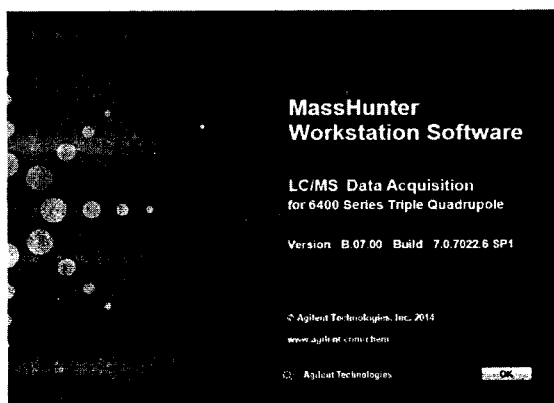 MassHunter
Workstation Software
LC/MS Data Acquisition
for 6400 Series Triple Quadrupole
Version B.07.00 Build 7.0.7022.6 SP1
© Agilent Technologies, Inc. 2014
www.agilent.com/chem
Agilent Technologies
OK